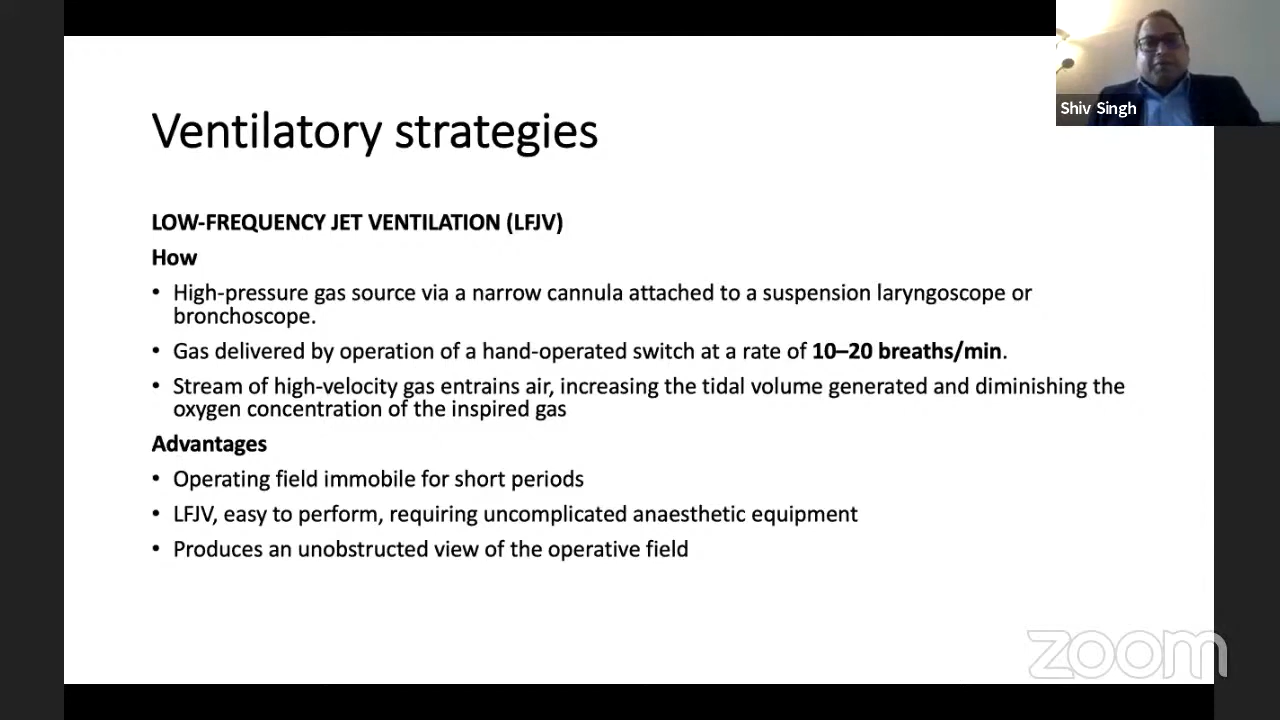 Shiv Singh
Ventilatory strategies
LOW-FREQUENCY JET VENTILATION (LFJV)
How
• High-pressure gas source via a narrow cannula attached to a suspension laryngoscope or
bronchoscope.
• Gas delivered by operation of a hand-operated switch at a rate of 10–20 breaths/min.
• Stream of high-velocity gas entrains air, increasing the tidal volume generated and diminishing the
oxygen concentration of the inspired gas
Advantages
• Operating field immobile for short periods
• LFJV, easy to perform, requiring uncomplicated anaesthetic equipment
• Produces an unobstructed view of the operative field
zoom